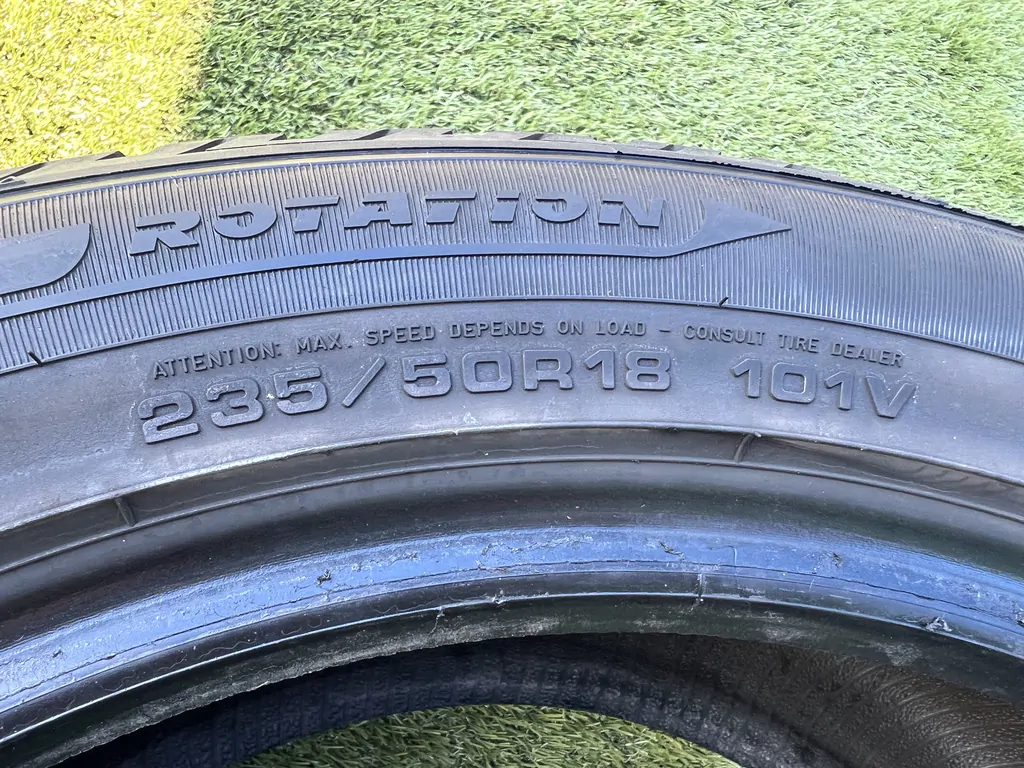 ROTATION
ATTENTION: MAX. SPEED DEPENDS ON LOAD - CONSULT TIRE DEALER
235/50R18 101V